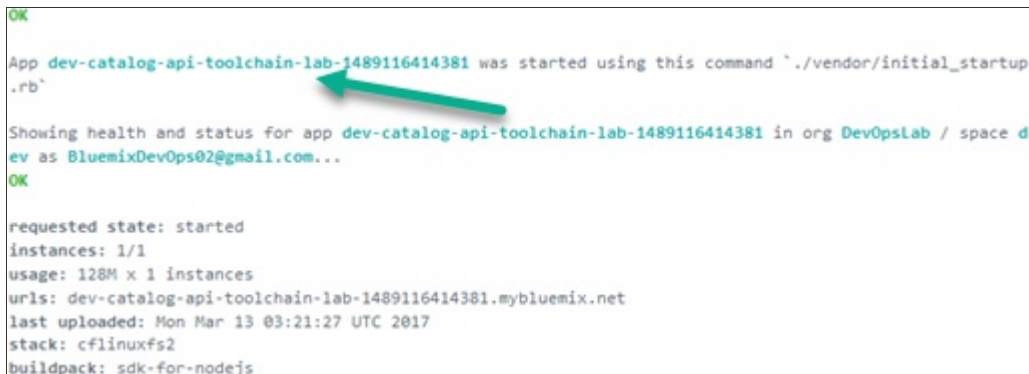 OK
App dev-catalog-api-toolchain-lab-1489116414381 was started using this command `./vendor/initial_startup
.rb`
Showing health and status for app dev-catalog-api-toolchain-lab-1489116414381 in org DevOpsLab / space d
ev as BluemixDevOps02@gmail.com...
OK
requested state: started
instances: 1/1
usage: 128M x 1 instances
urls: dev-catalog-api-toolchain-lab-1489116414381.mybluemix.net
last uploaded: Mon Mar 13 03:21:27 UTC 2017
stack: cflinuxfs2
buildpack: sdk-for-nodejs